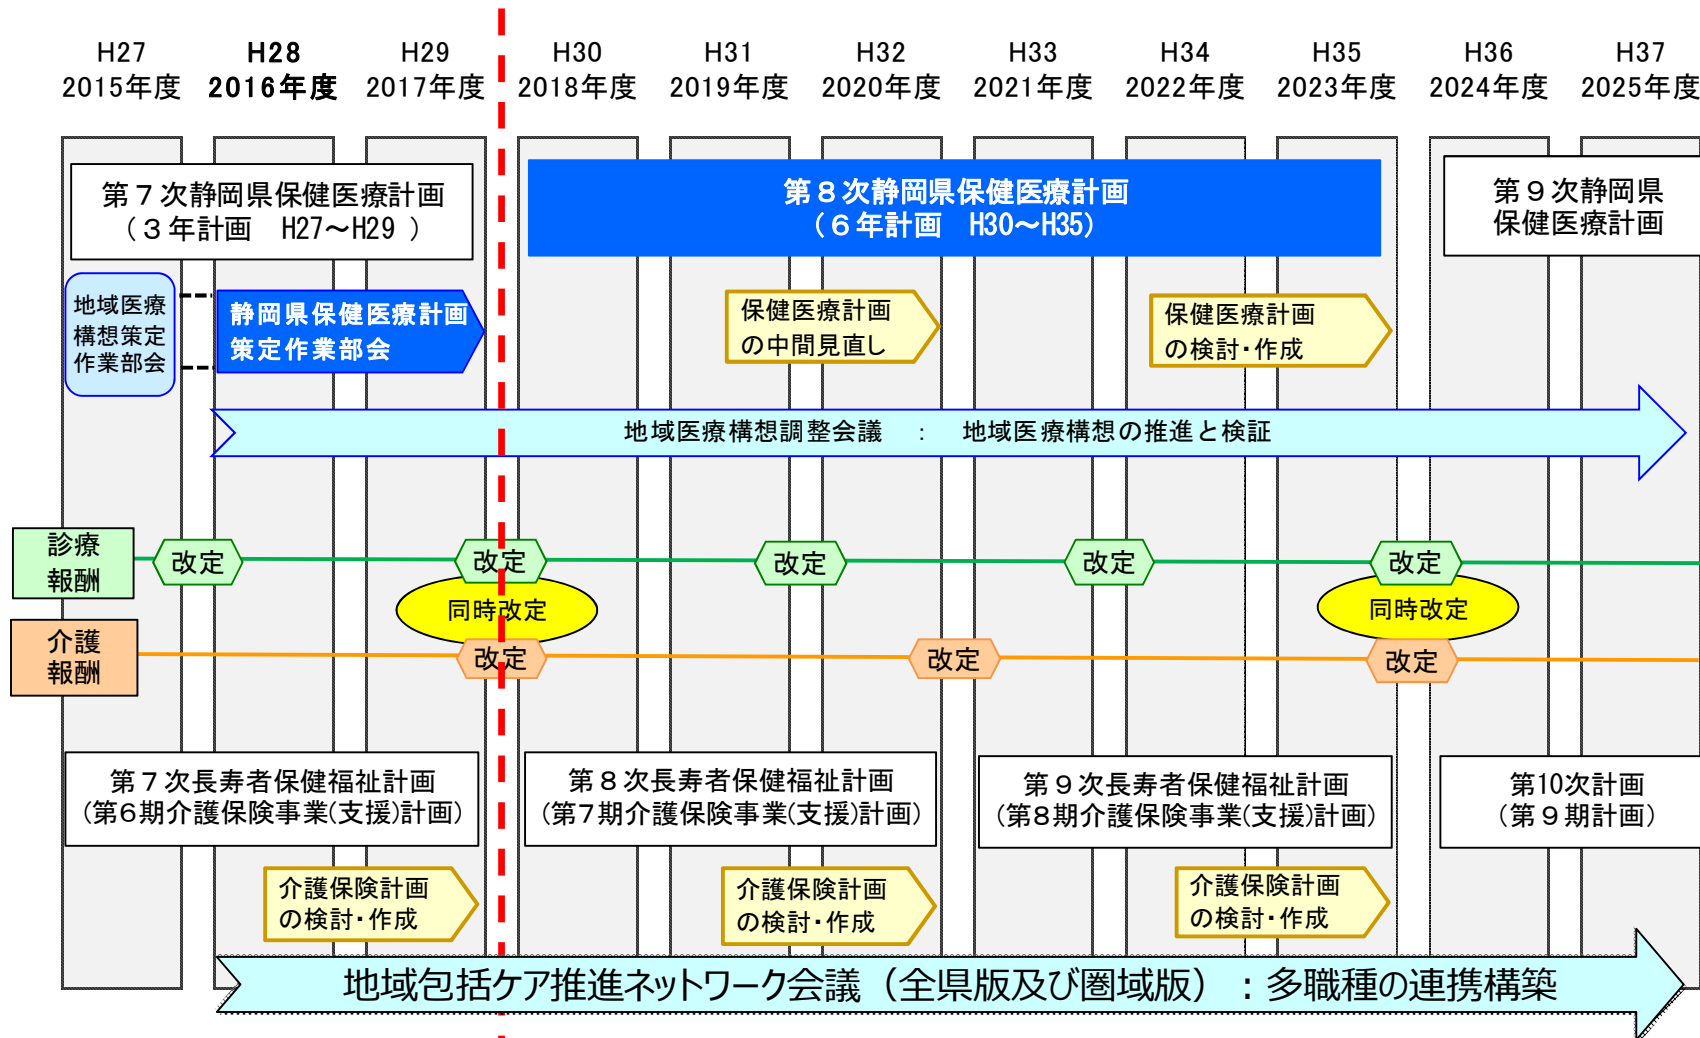 H27 H28 H29 H30 H31 H32 H33 H34 H35 H36 H37
2015年度 2016年度 2017年度 2018年度 2019年度 2020年度 2021年度 2022年度 2023年度 2024年度 2025年度
第7次静岡県保健医療計画
（3年計画　H27～H29 ）
第8次静岡県保健医療計画
（6年計画　H30～H35）
第9次静岡県
保健医療計画
地域医療
構想策定
作業部会
静岡県保健医療計画
策定作業部会
保健医療計画
の中間見直し
保健医療計画
の検討・作成
地域医療構想調整会議　：　地域医療構想の推進と検証
診療
報酬
改定 改定 改定 改定 改定
同時改定 同時改定
介護
報酬
改定 改定 改定
第7次長寿者保健福祉計画
(第6期介護保険事業(支援)計画)
第8次長寿者保健福祉計画
(第7期介護保険事業(支援)計画)
第9次長寿者保健福祉計画
(第8期介護保険事業(支援)計画)
第10次計画
（第9期計画）
介護保険計画
の検討・作成
介護保険計画
の検討・作成
介護保険計画
の検討・作成
地域包括ケア推進ネットワーク会議（全県版及び圏域版）：多職種の連携構築